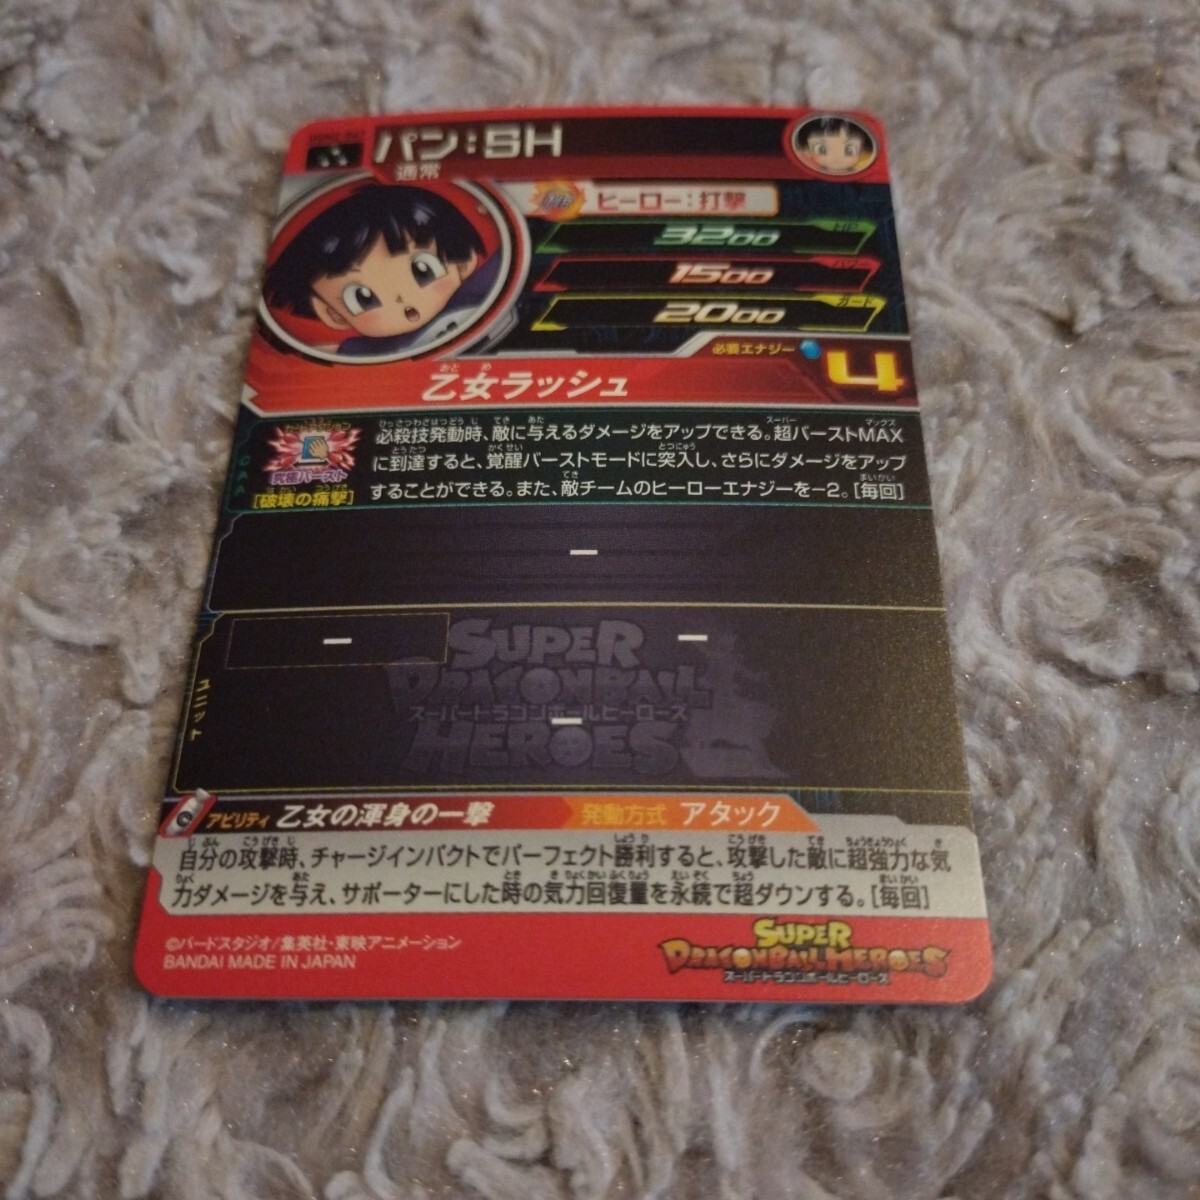 パン:SH
通常
ヒーロー:打撃
HP
3200
パワー
1500
ガード
2000
必要エナジー
4
おとめ
乙女ラッシュ
CAA
究極バースト
[破壊の痛撃]
必殺技発動時、敵に与えるダメージをアップできる。超バーストMAX
に到達すると、覚醒バーストモードに突入し、さらにダメージをアップ
することができる。また、敵チームのヒーローエナジーを−2。[毎回]
ー
ユニット
ー
ー
ー
SUPER
DRAGONBALL
スーパードラゴンボールヒーローズ
HEROES
アビリティ 乙女の渾身の一撃 発動方式 アタック
自分の攻撃時、チャージインパクトでパーフェクト勝利すると、攻撃した敵に超強力な気
力ダメージを与え、サポーターにした時の気力回復量を永続で超ダウンする。[毎回]
©バードスタジオ/集英社・東映アニメーション
BANDAI MADE IN JAPAN
SUPER
DRAGONBALL HEROES
スーパードラゴンボールヒーローズ